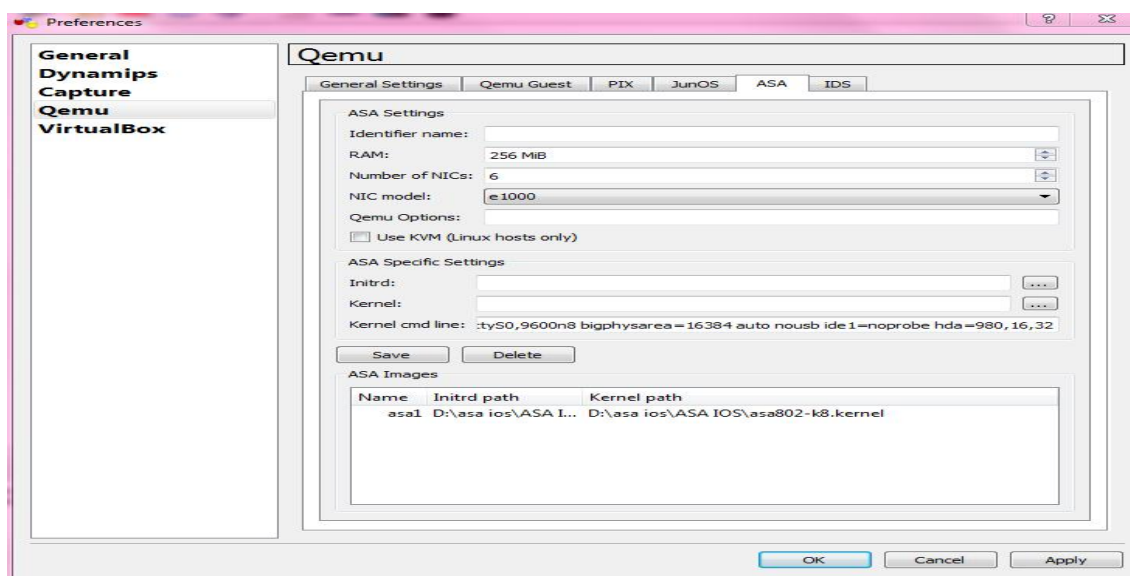 Preferences
General
Dynamips
Capture
Qemu
VirtualBox
Qemu
General Settings Qemu Guest PIX JunOS ASA IDS
ASA Settings
Identifier name:
RAM: 256 MiB
Number of NICs: 6
NIC model: e1000
Qemu Options:
Use KVM (Linux hosts only)
ASA Specific Settings
Initrd: ...
Kernel: ...
Kernel cmd line: :tyS0,9600n8 bigphysarea=16384 auto nousb ide1=noprobe hda=980,16,32
Save Delete
ASA Images
Name Initrd path Kernel path
asa1 D:\asa ios\ASA I... D:\asa ios\ASA IOS\asa802-k8.kernel
OK Cancel Apply